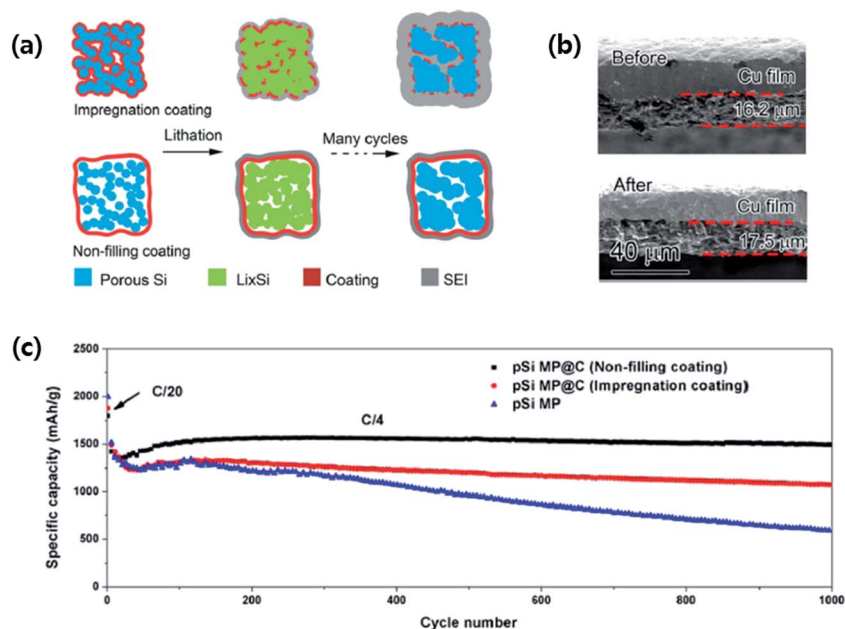 (a)
Impregnation coating
Lithation
Many cycles
Non-filling coating
Porous Si
LixSi
Coating
SEI
(b)
Before
Cu film
16.2 μm
After
Cu film
17.5 μm
40 μm
(c)
2500
2000
1500
1000
500
0
Specific capacity (mAh/g)
C/20
C/4
pSi MP@C (Non-filling coating)
pSi MP@C (Impregnation coating)
pSi MP
0
200
400
600
800
1000
Cycle number